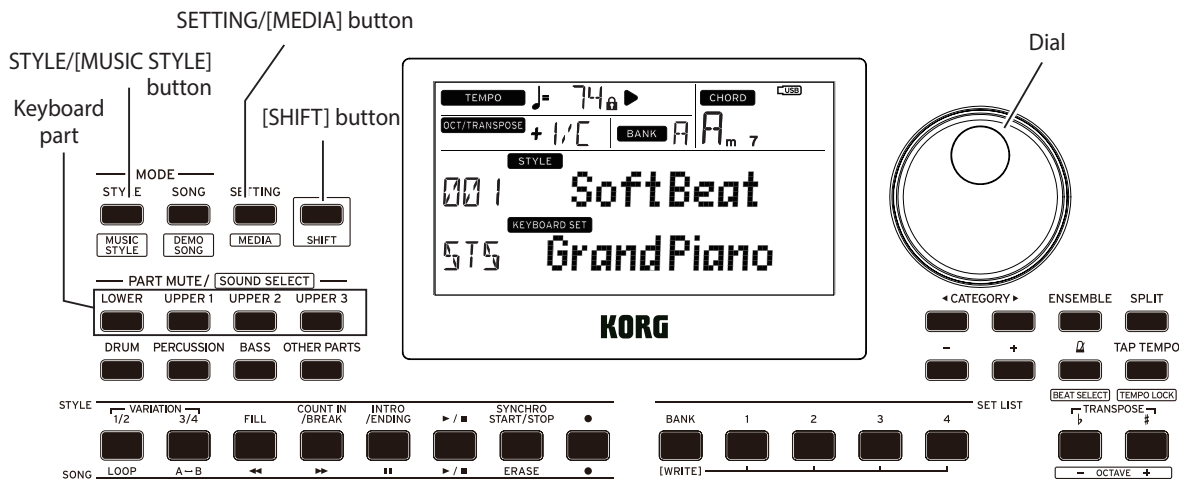 SETTING/[MEDIA] button
STYLE/[MUSIC STYLE]
button
Keyboard
part
[SHIFT] button
Dial
TEMPO ♩= 74
CHORD
USB
OCT/TRANSPOSE + 1/C BANK A Am7
STYLE
001 SoftBeat
KEYBOARD SET
STS GrandPiano
KORG
MODE
STYLE SONG SETTING
MUSIC STYLE
DEMO SONG
MEDIA
SHIFT
PART MUTE/ SOUND SELECT
LOWER UPPER 1 UPPER 2 UPPER 3
DRUM PERCUSSION BASS OTHER PARTS
◄ CATEGORY ► ENSEMBLE SPLIT
− + TAP TEMPO
BEAT SELECT TEMPO LOCK
STYLE
VARIATION
1/2 3/4 FILL COUNT IN /BREAK INTRO /ENDING ►/■ SYNCHRO START/STOP ●
BANK 1 2 3 4 SET LIST
TRANSPOSE
♭ ♯
SONG LOOP A–B ◄◄ ►► ❚❚ ►/■ ERASE ●
[WRITE]
− OCTAVE +